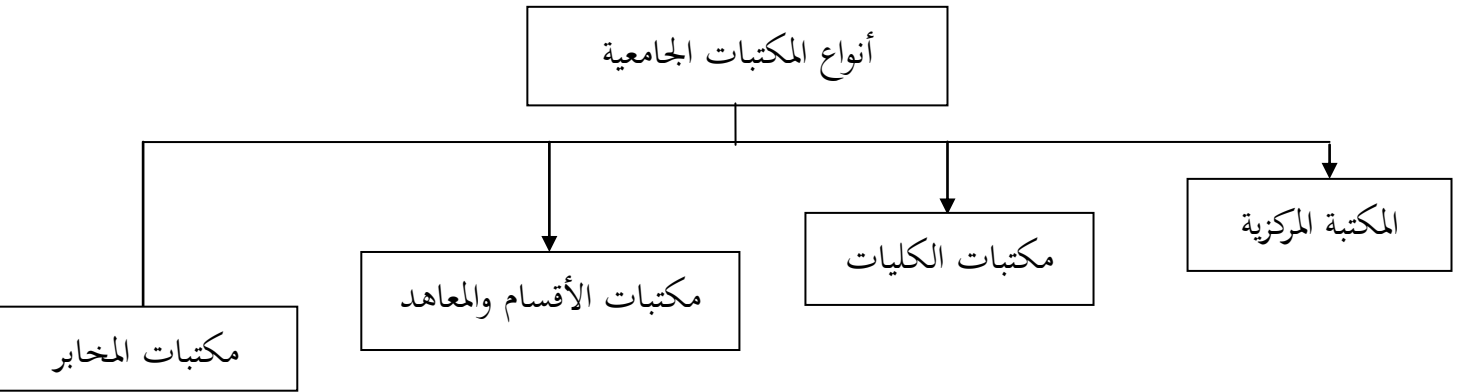 أنواع المكتبات الجامعية
المكتبة المركزية
مكتبات الكليات
مكتبات الأقسام والمعاهد
مكتبات المخابر